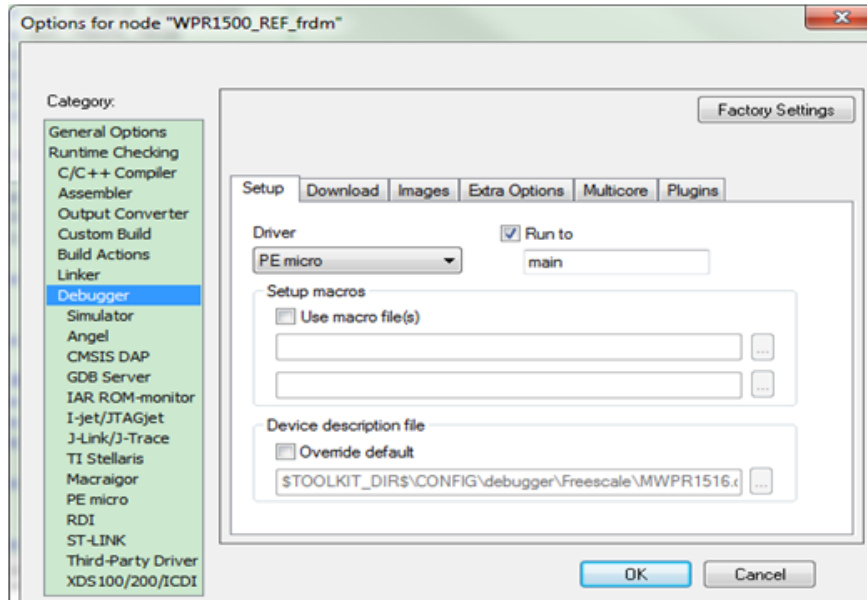 Options for node "WPR1500_REF_frdm"
Category:
Factory Settings
General Options
Runtime Checking
C/C++ Compiler
Assembler
Output Converter
Custom Build
Build Actions
Linker
Debugger
Simulator
Angel
CMSIS DAP
GDB Server
IAR ROM-monitor
I-jet/JTAGjet
J-Link/J-Trace
TI Stellaris
Macraigor
PE micro
RDI
ST-LINK
Third-Party Driver
XDS100/200/ICDI
Setup Download Images Extra Options Multicore Plugins
Driver
Run to
PE micro
main
Setup macros
Use macro file(s)
...
...
Device description file
Override default
$TOOLKIT_DIR$\CONFIG\debugger\Freescale\MWPR1516.c
...
OK Cancel